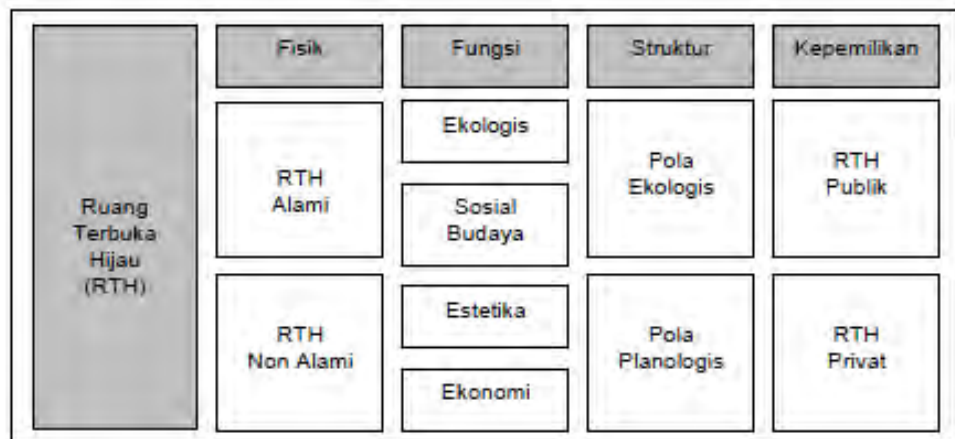 Ruang
Terbuka
Hijau
(RTH)
Fisik
RTH
Alami
RTH
Non Alami
Fungsi
Ekologis
Sosial
Budaya
Estetika
Ekonomi
Struktur
Pola
Ekologis
Pola
Planologis
Kepemilikan
RTH
Publik
RTH
Privat